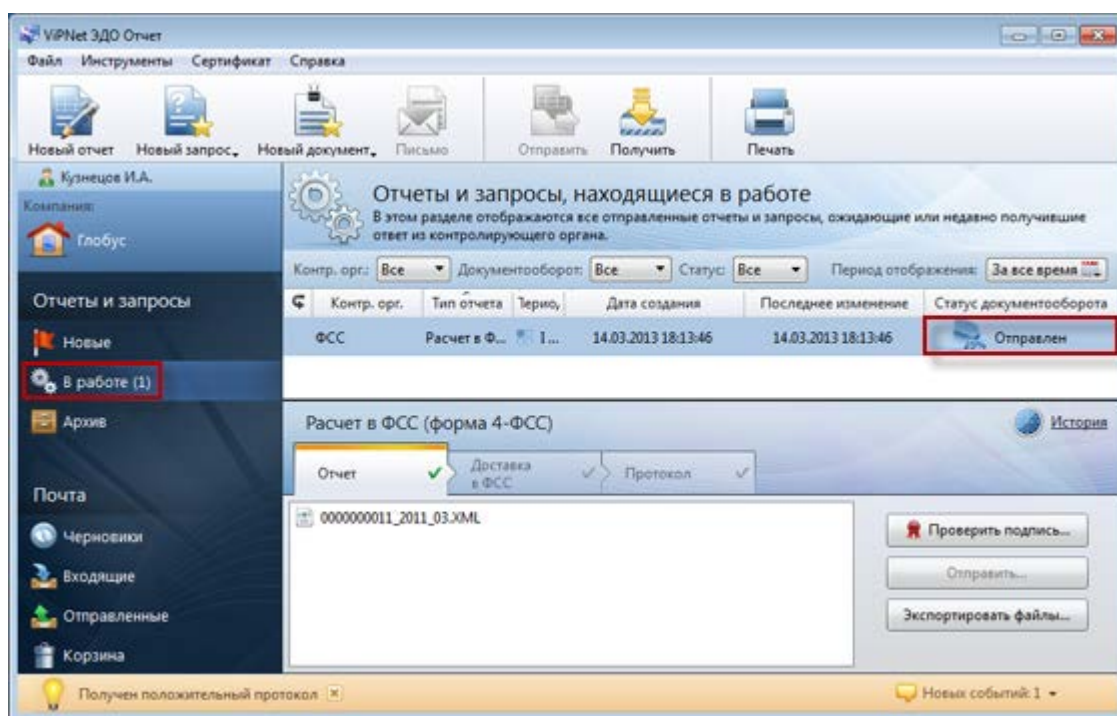 ViPNet ЭДО Отчет
Файл Инструменты Сертификат Справка
Новый отчет Новый запрос Новый документ Письмо Отправить Получить Печать
Кузнецов И.А.
Компания:
Глобус
Отчеты и запросы, находящиеся в работе
В этом разделе отображаются все отправленные отчеты и запросы, ожидающие или недавно получившие
ответ из контролирующего органа.
Контр. орг.: Все Документооборот: Все Статус: Все Период отображения: За все время
Контр. орг. Тип отчета Дата создания Последнее изменение Статус документооборота
ФСС Расчет в Ф... 14.03.2013 18:13:46 14.03.2013 18:13:46 Отправлен
Отчеты и запросы
Новые
В работе (1)
Архив
Почта
Черновики
Входящие
Отправленные
Корзина
Расчет в ФСС (форма 4-ФСС)
История
Отчет
Доставка
в ФСС
Протокол
0000000011_2011_03.XML
Проверить подпись...
Отправить...
Экспортировать файлы...
Получен положительный протокол
Новых событий: 1